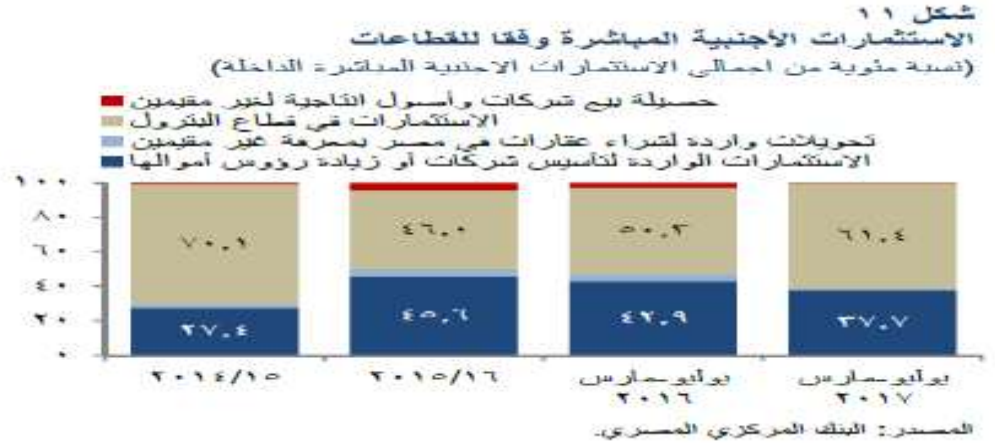 شكل ١١
الاستثمارات الأجنبية المباشرة وفقا للقطاعات
(نسبة مئوية من اجمالي الاستثمارات الاجنبية المباشرة الداخلة)
حصيلة بيع شركات وأصول انتاجية لغير مقيمين
الاستثمارات في قطاع البترول
تحويلات واردة لشراء عقارات في مصر بمعرفة غير مقيمين
الاستثمارات الواردة لتأسيس شركات أو زيادة رؤوس أموالها
١٠٠
٨٠
٦٠
٤٠
٢٠
٠
٧٠.١
٤٦.٠
٥٠.٣
٦١.٤
٢٧.٤
٤٥.٦
٤٢.٩
٣٧.٧
٢٠١٤/١٥
٢٠١٥/١٦
يوليو-مارس
٢٠١٦
يوليو-مارس
٢٠١٧
المصدر: البنك المركزي المصري.